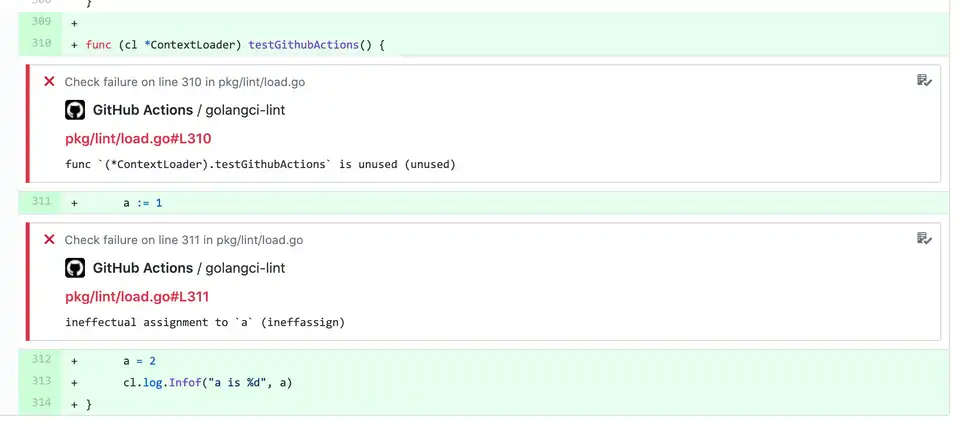 308 }
309 +
310 + func (cl *ContextLoader) testGithubActions() {
Check failure on line 310 in pkg/lint/load.go
GitHub Actions / golangci-lint
pkg/lint/load.go#L310
func `(*ContextLoader).testGithubActions` is unused (unused)
311 + a := 1
Check failure on line 311 in pkg/lint/load.go
GitHub Actions / golangci-lint
pkg/lint/load.go#L311
ineffectual assignment to `a` (ineffassign)
312 + a = 2
313 + cl.log.Infof("a is %d", a)
314 + }